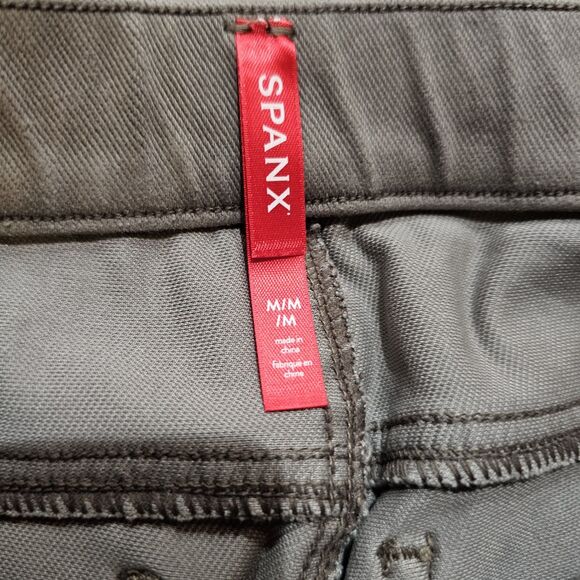 SPANX
M/M
/M
made in
china
fabriqué en
chine